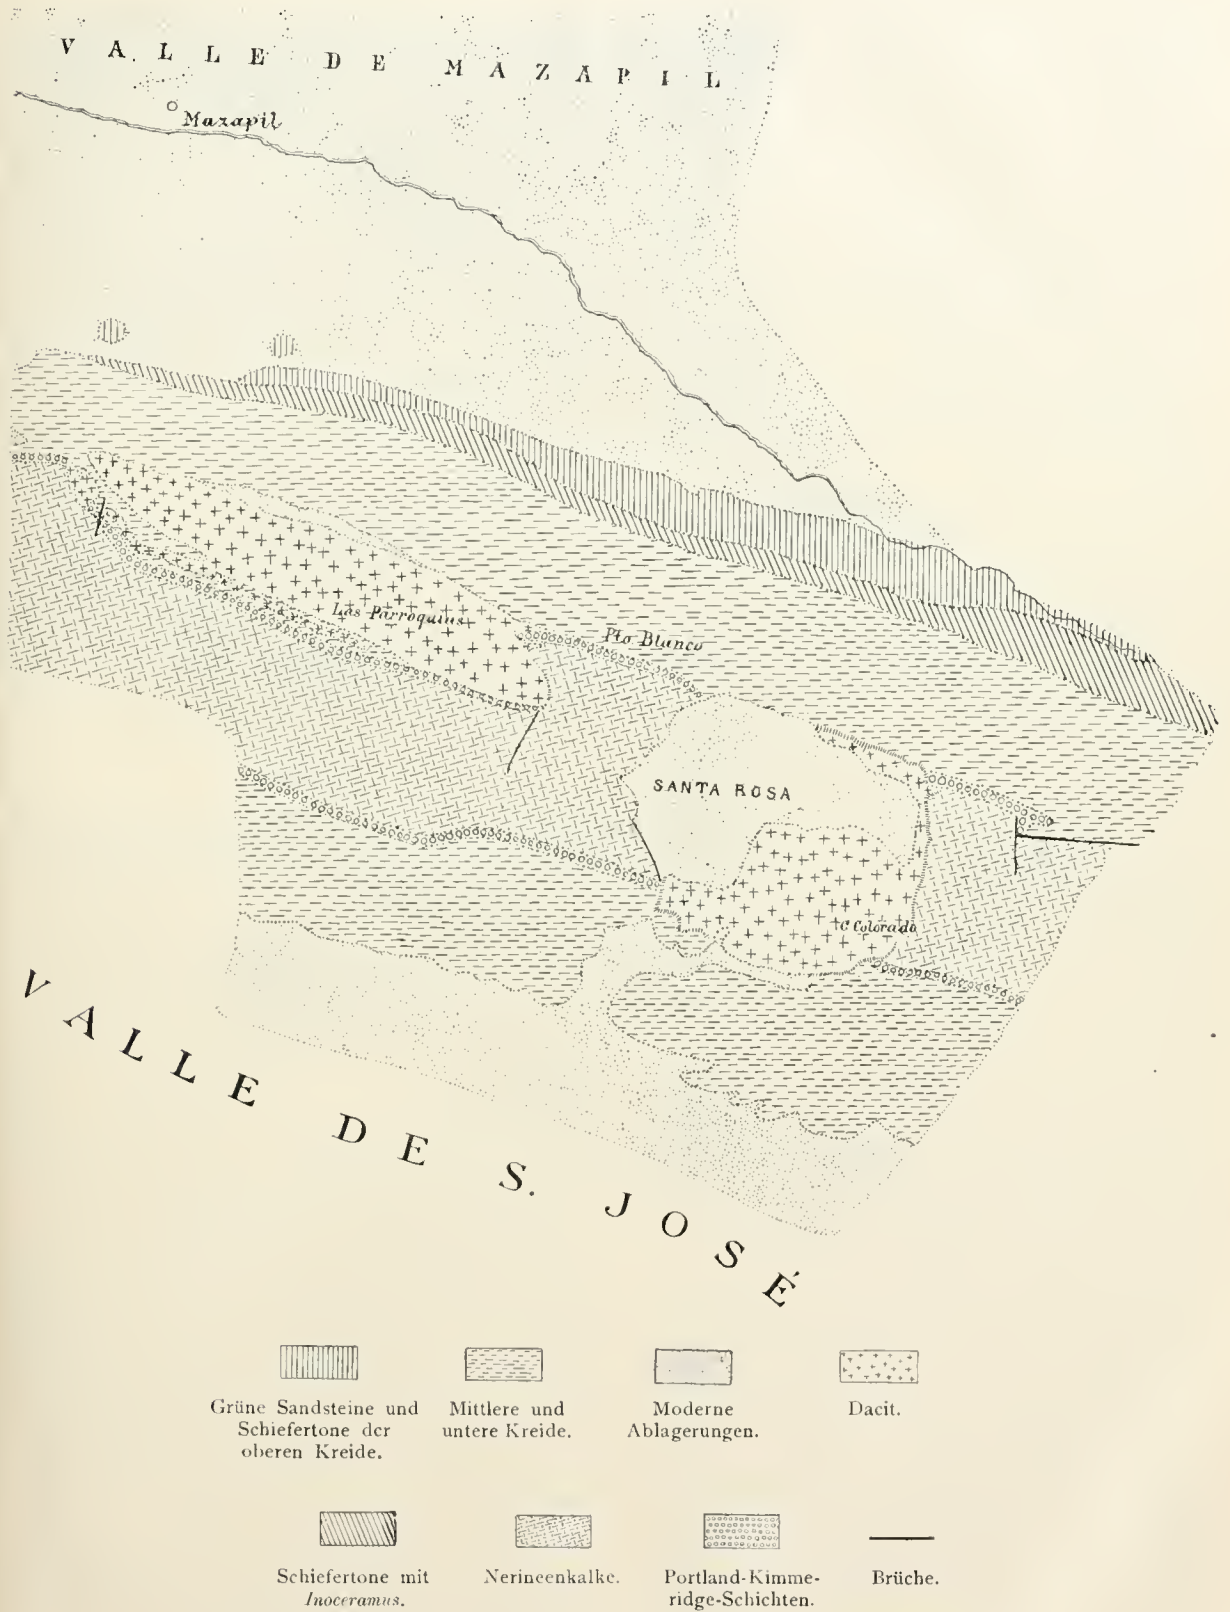 VALLE DE MAZAPIL
Mazapil
Las Parroquias
Pto Blanco
SANTA ROSA
C. Colorado
VALLE DE S. JOSÉ
Grüne Sandsteine und
Schiefertone der
oberen Kreide.
Mittlere und
untere Kreide.
Moderne
Ablagerungen.
Dacit.
Schiefertone mit
Inoceramus.
Nerineenkalke.
Portland-Kimme-
ridge-Schichten.
Brüche.